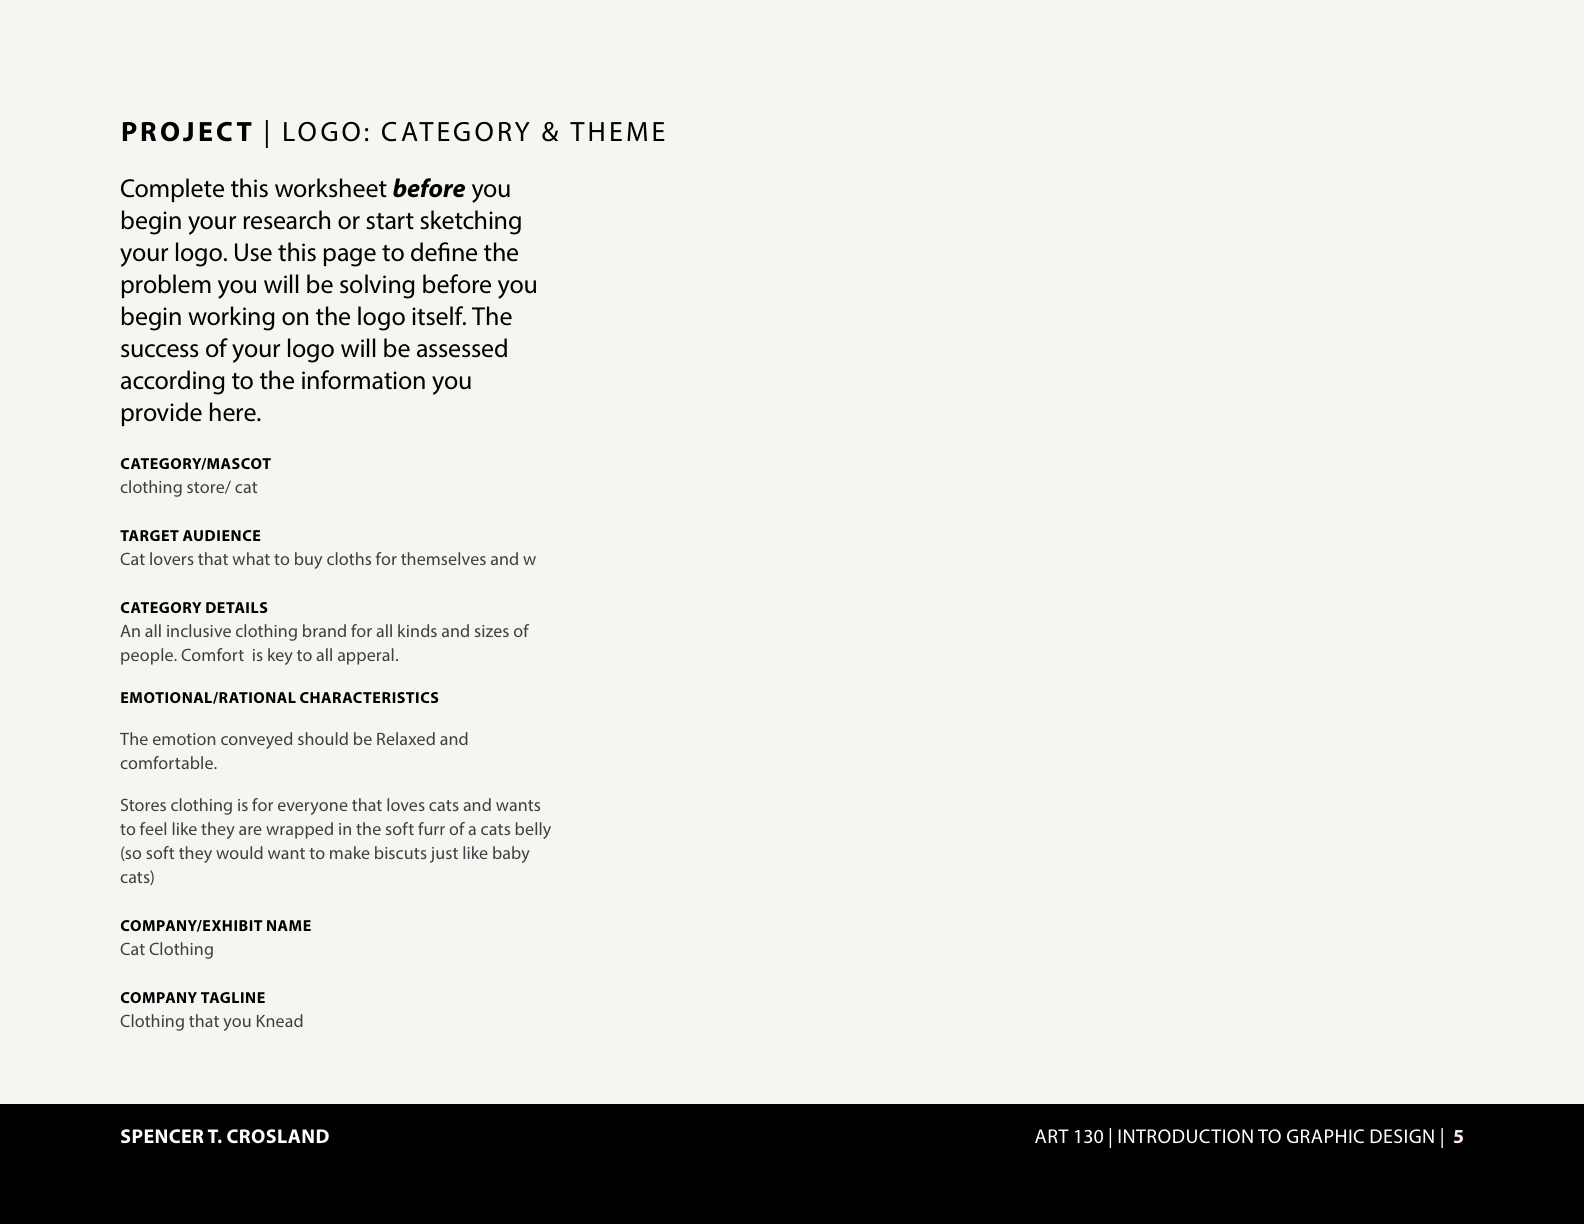 PROJECT | LOGO: CATEGORY & THEME
Complete this worksheet before you
begin your research or start sketching
your logo. Use this page to define the
problem you will be solving before you
begin working on the logo itself. The
success of your logo will be assessed
according to the information you
provide here.
CATEGORY/MASCOT
clothing store/ cat
TARGET AUDIENCE
Cat lovers that what to buy cloths for themselves and w
CATEGORY DETAILS
An all inclusive clothing brand for all kinds and sizes of
people. Comfort  is key to all apperal.
EMOTIONAL/RATIONAL CHARACTERISTICS
The emotion conveyed should be Relaxed and
comfortable.
Stores clothing is for everyone that loves cats and wants
to feel like they are wrapped in the soft furr of a cats belly
(so soft they would want to make biscuts just like baby
cats)
COMPANY/EXHIBIT NAME
Cat Clothing
COMPANY TAGLINE
Clothing that you Knead
SPENCER T. CROSLAND
ART 130 | INTRODUCTION TO GRAPHIC DESIGN | 5